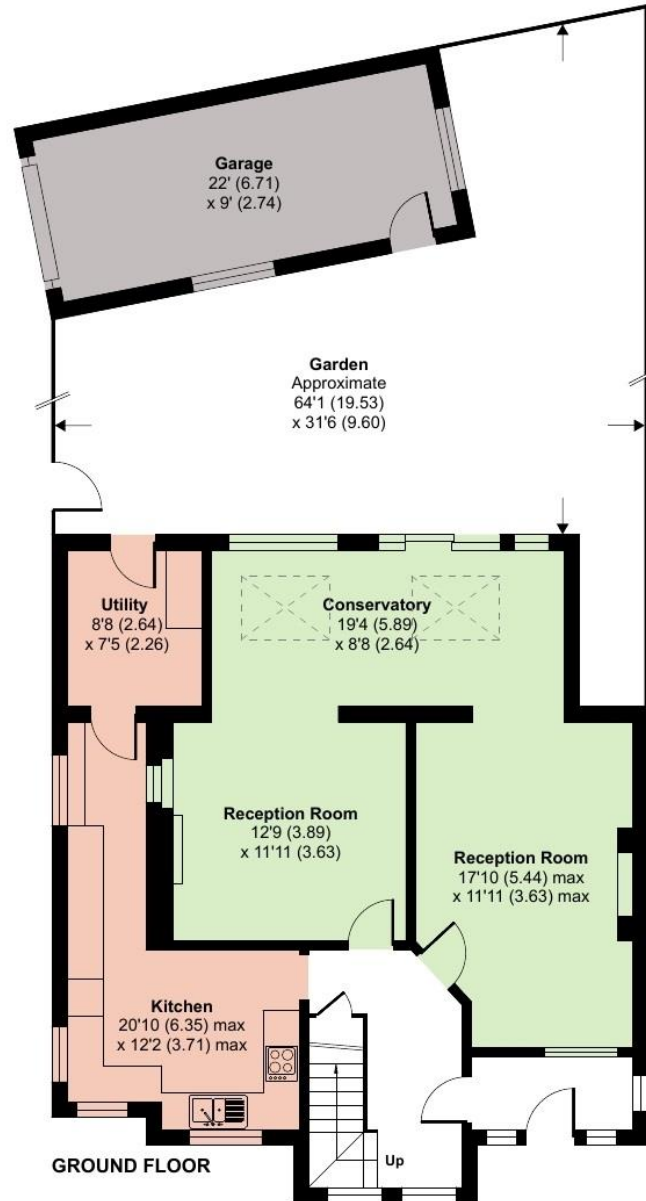 Garage
22' (6.71)
x 9' (2.74)
Garden
Approximate
64'1 (19.53)
x 31'6 (9.60)
Utility
8'8 (2.64)
x 7'5 (2.26)
Conservatory
19'4 (5.89)
x 8'8 (2.64)
Reception Room
12'9 (3.89)
x 11'11 (3.63)
Reception Room
17'10 (5.44) max
x 11'11 (3.63) max
Kitchen
20'10 (6.35) max
x 12'2 (3.71) max
Up
GROUND FLOOR